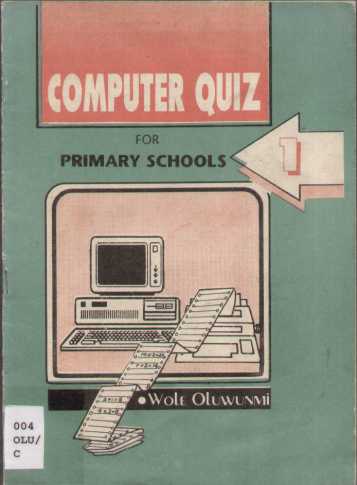 COMPUTER QUIZ
FOR
PRIMARY SCHOOLS
1
WOLE OLUWUNMI
004
OLU/
C